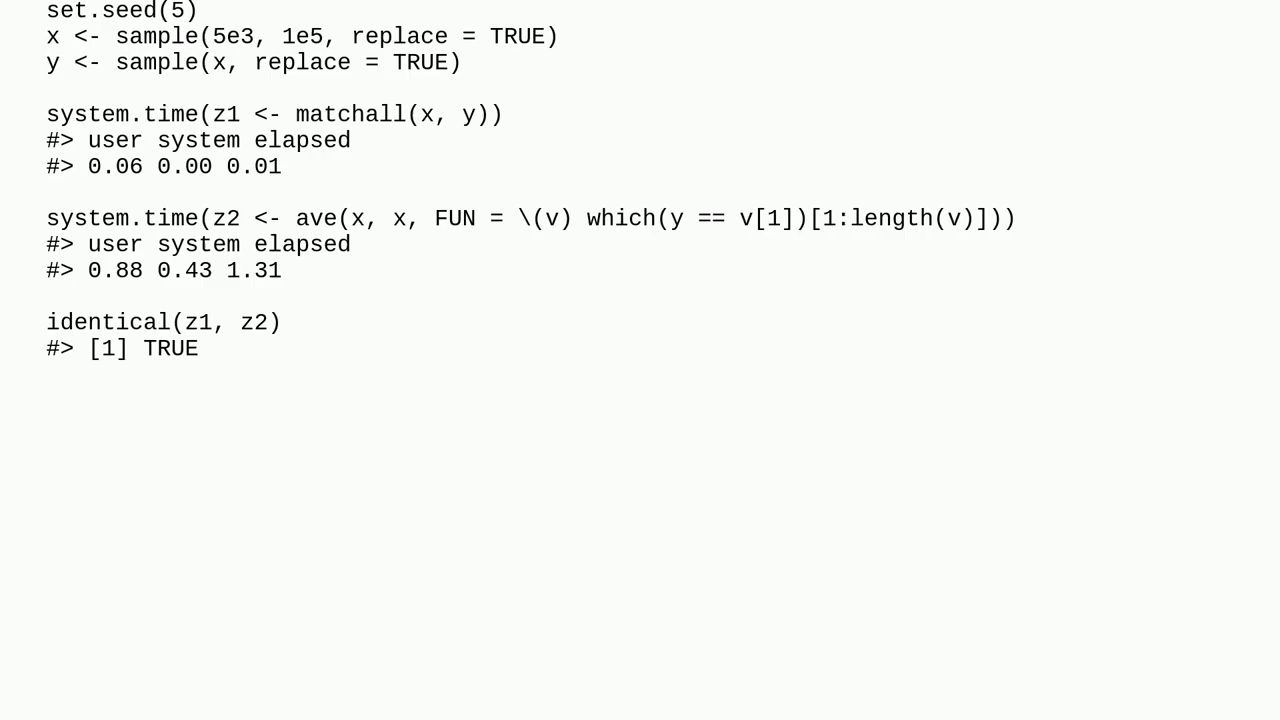 set.seed(5)
x <- sample(5e3, 1e5, replace = TRUE)
y <- sample(x, replace = TRUE)
system.time(z1 <- matchall(x, y))
#> user system elapsed
#> 0.06 0.00 0.01
system.time(z2 <- ave(x, x, FUN = \(v) which(y == v[1])[1:length(v)]))
#> user system elapsed
#> 0.88 0.43 1.31
identical(z1, z2)
#> [1] TRUE